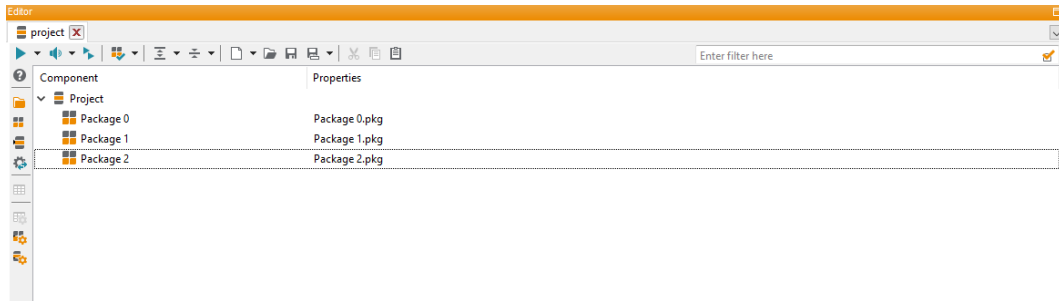 Editor
project
Enter filter here
Component Properties
Project
Package 0 Package 0.pkg
Package 1 Package 1.pkg
Package 2 Package 2.pkg